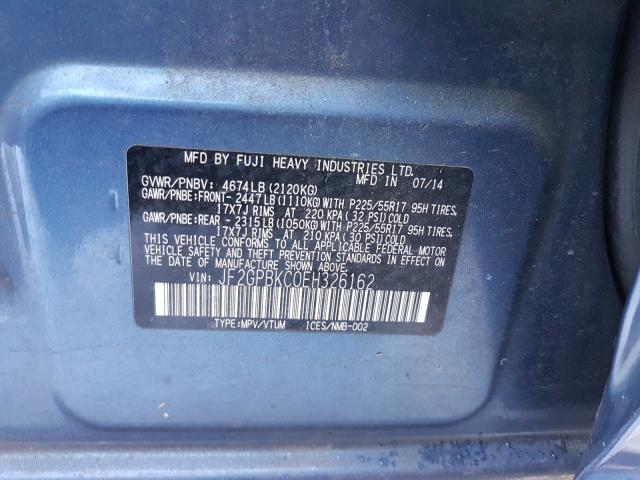 MFD BY FUJI HEAVY INDUSTRIES LTD.
GVWR/PNBV: 4674LB(2120KG) MFD IN 07/14
GAWR/PNBE:FRONT- 2447LB(1110KG)WITH P225/55R17 95H TIRES
17X7J RIMS AT 220 KPA(32 PSI)COLD
GAWR/PNBE:REAR - 2315LB(1050KG)WITH P225/55R17 95H TIRES
17X7J RIMS AT 210 KPA(30 PSI)COLD
THIS VEHICLE CONFORMS TO ALL APPLICABLE FEDERAL MOTOR
VEHICLE SAFETY AND THEFT PREVENTION STANDARDS IN EFFECT ON
THE DATE OF MANUFACTURE SHOWN ABOVE.
VIN: JF2GPBKC0EH326162
TYPE:MPV/VTUM ICES/NMB-002